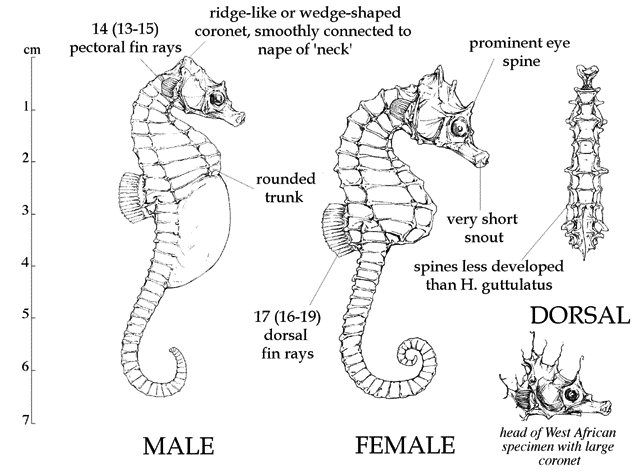 ridge-like or wedge-shaped
coronet, smoothly connected to
nape of 'neck'
14 (13-15)
pectoral fin rays
prominent eye
spine
cm
1
2
3
4
5
6
7
rounded
trunk
very short
snout
spines less developed
than H. guttulatus
17 (16-19)
dorsal
fin rays
DORSAL
MALE
FEMALE
head of West African
specimen with large
coronet